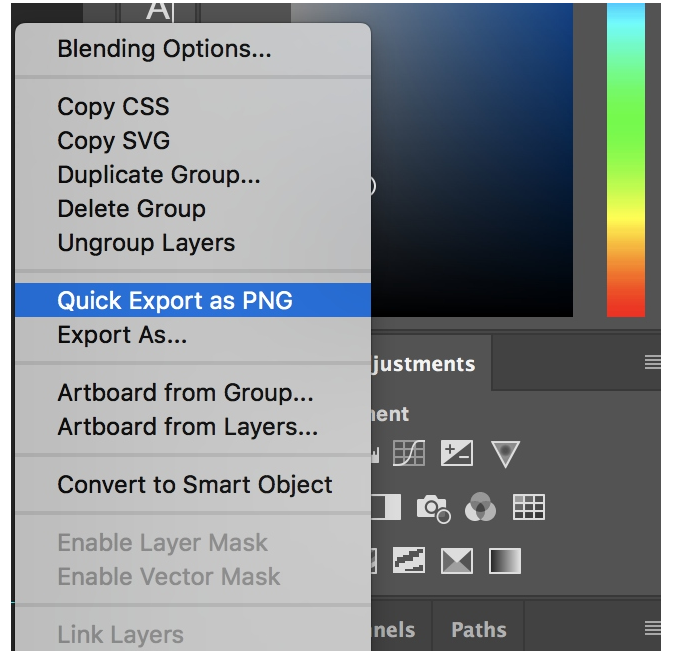 A
Blending Options...
Copy CSS
Copy SVG
Duplicate Group...
Delete Group
Ungroup Layers
Quick Export as PNG
Export As...
justments
Artboard from Group...
ment
Artboard from Layers...
Convert to Smart Object
Enable Layer Mask
Enable Vector Mask
Link Layers
nels
Paths